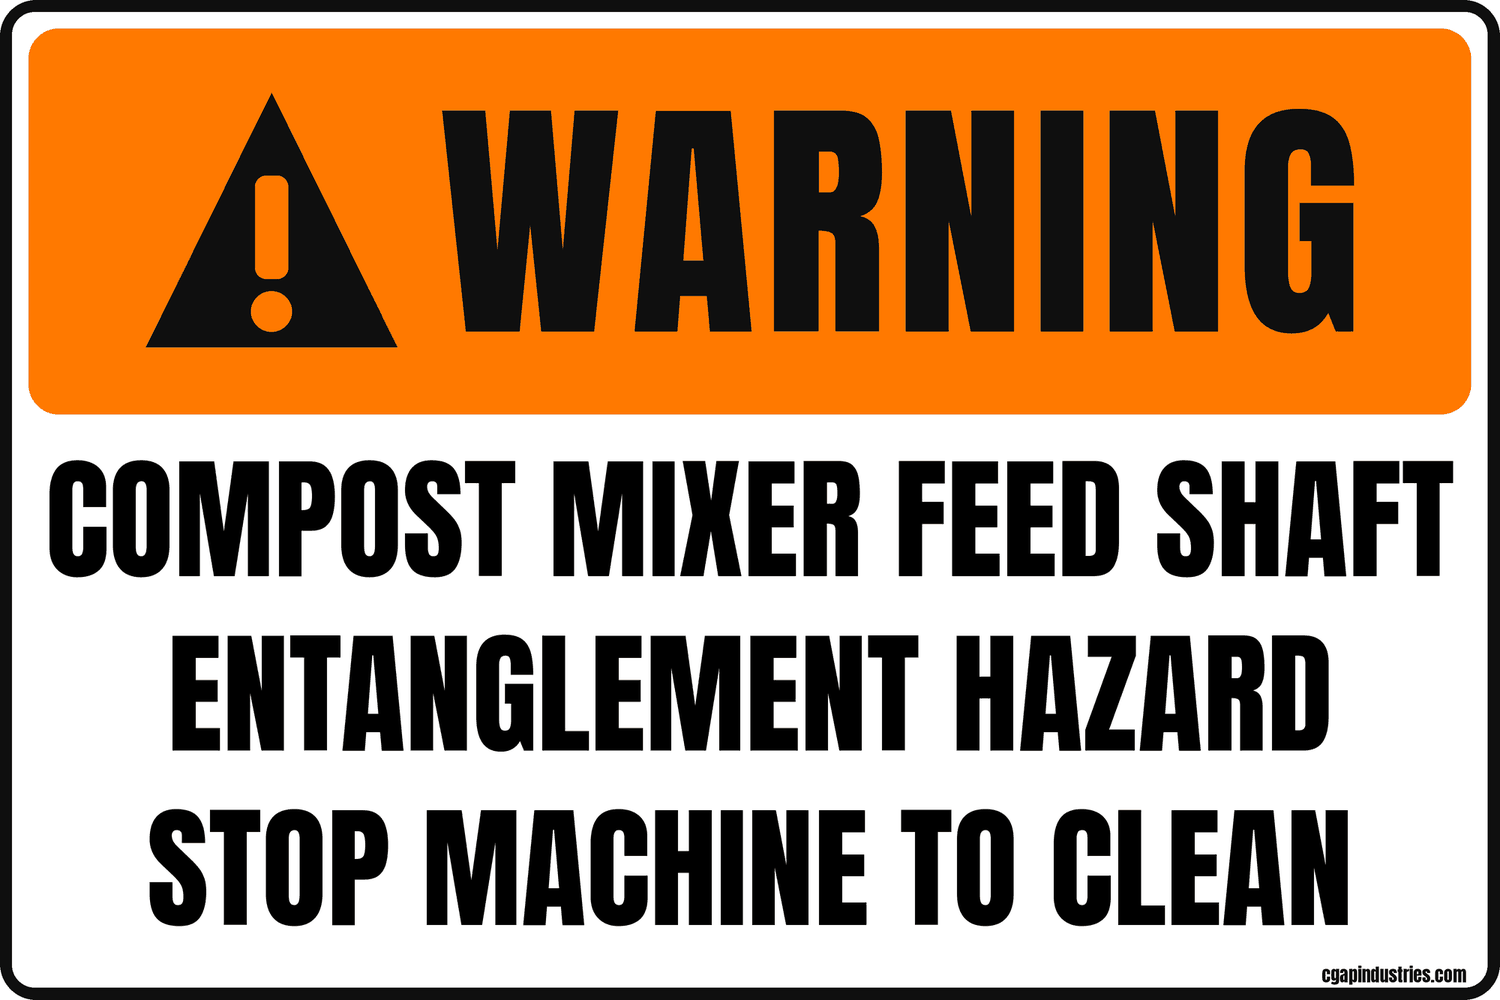 WARNING
COMPOST MIXER FEED SHAFT
ENTANGLEMENT HAZARD
STOP MACHINE TO CLEAN
cgapindustries.com